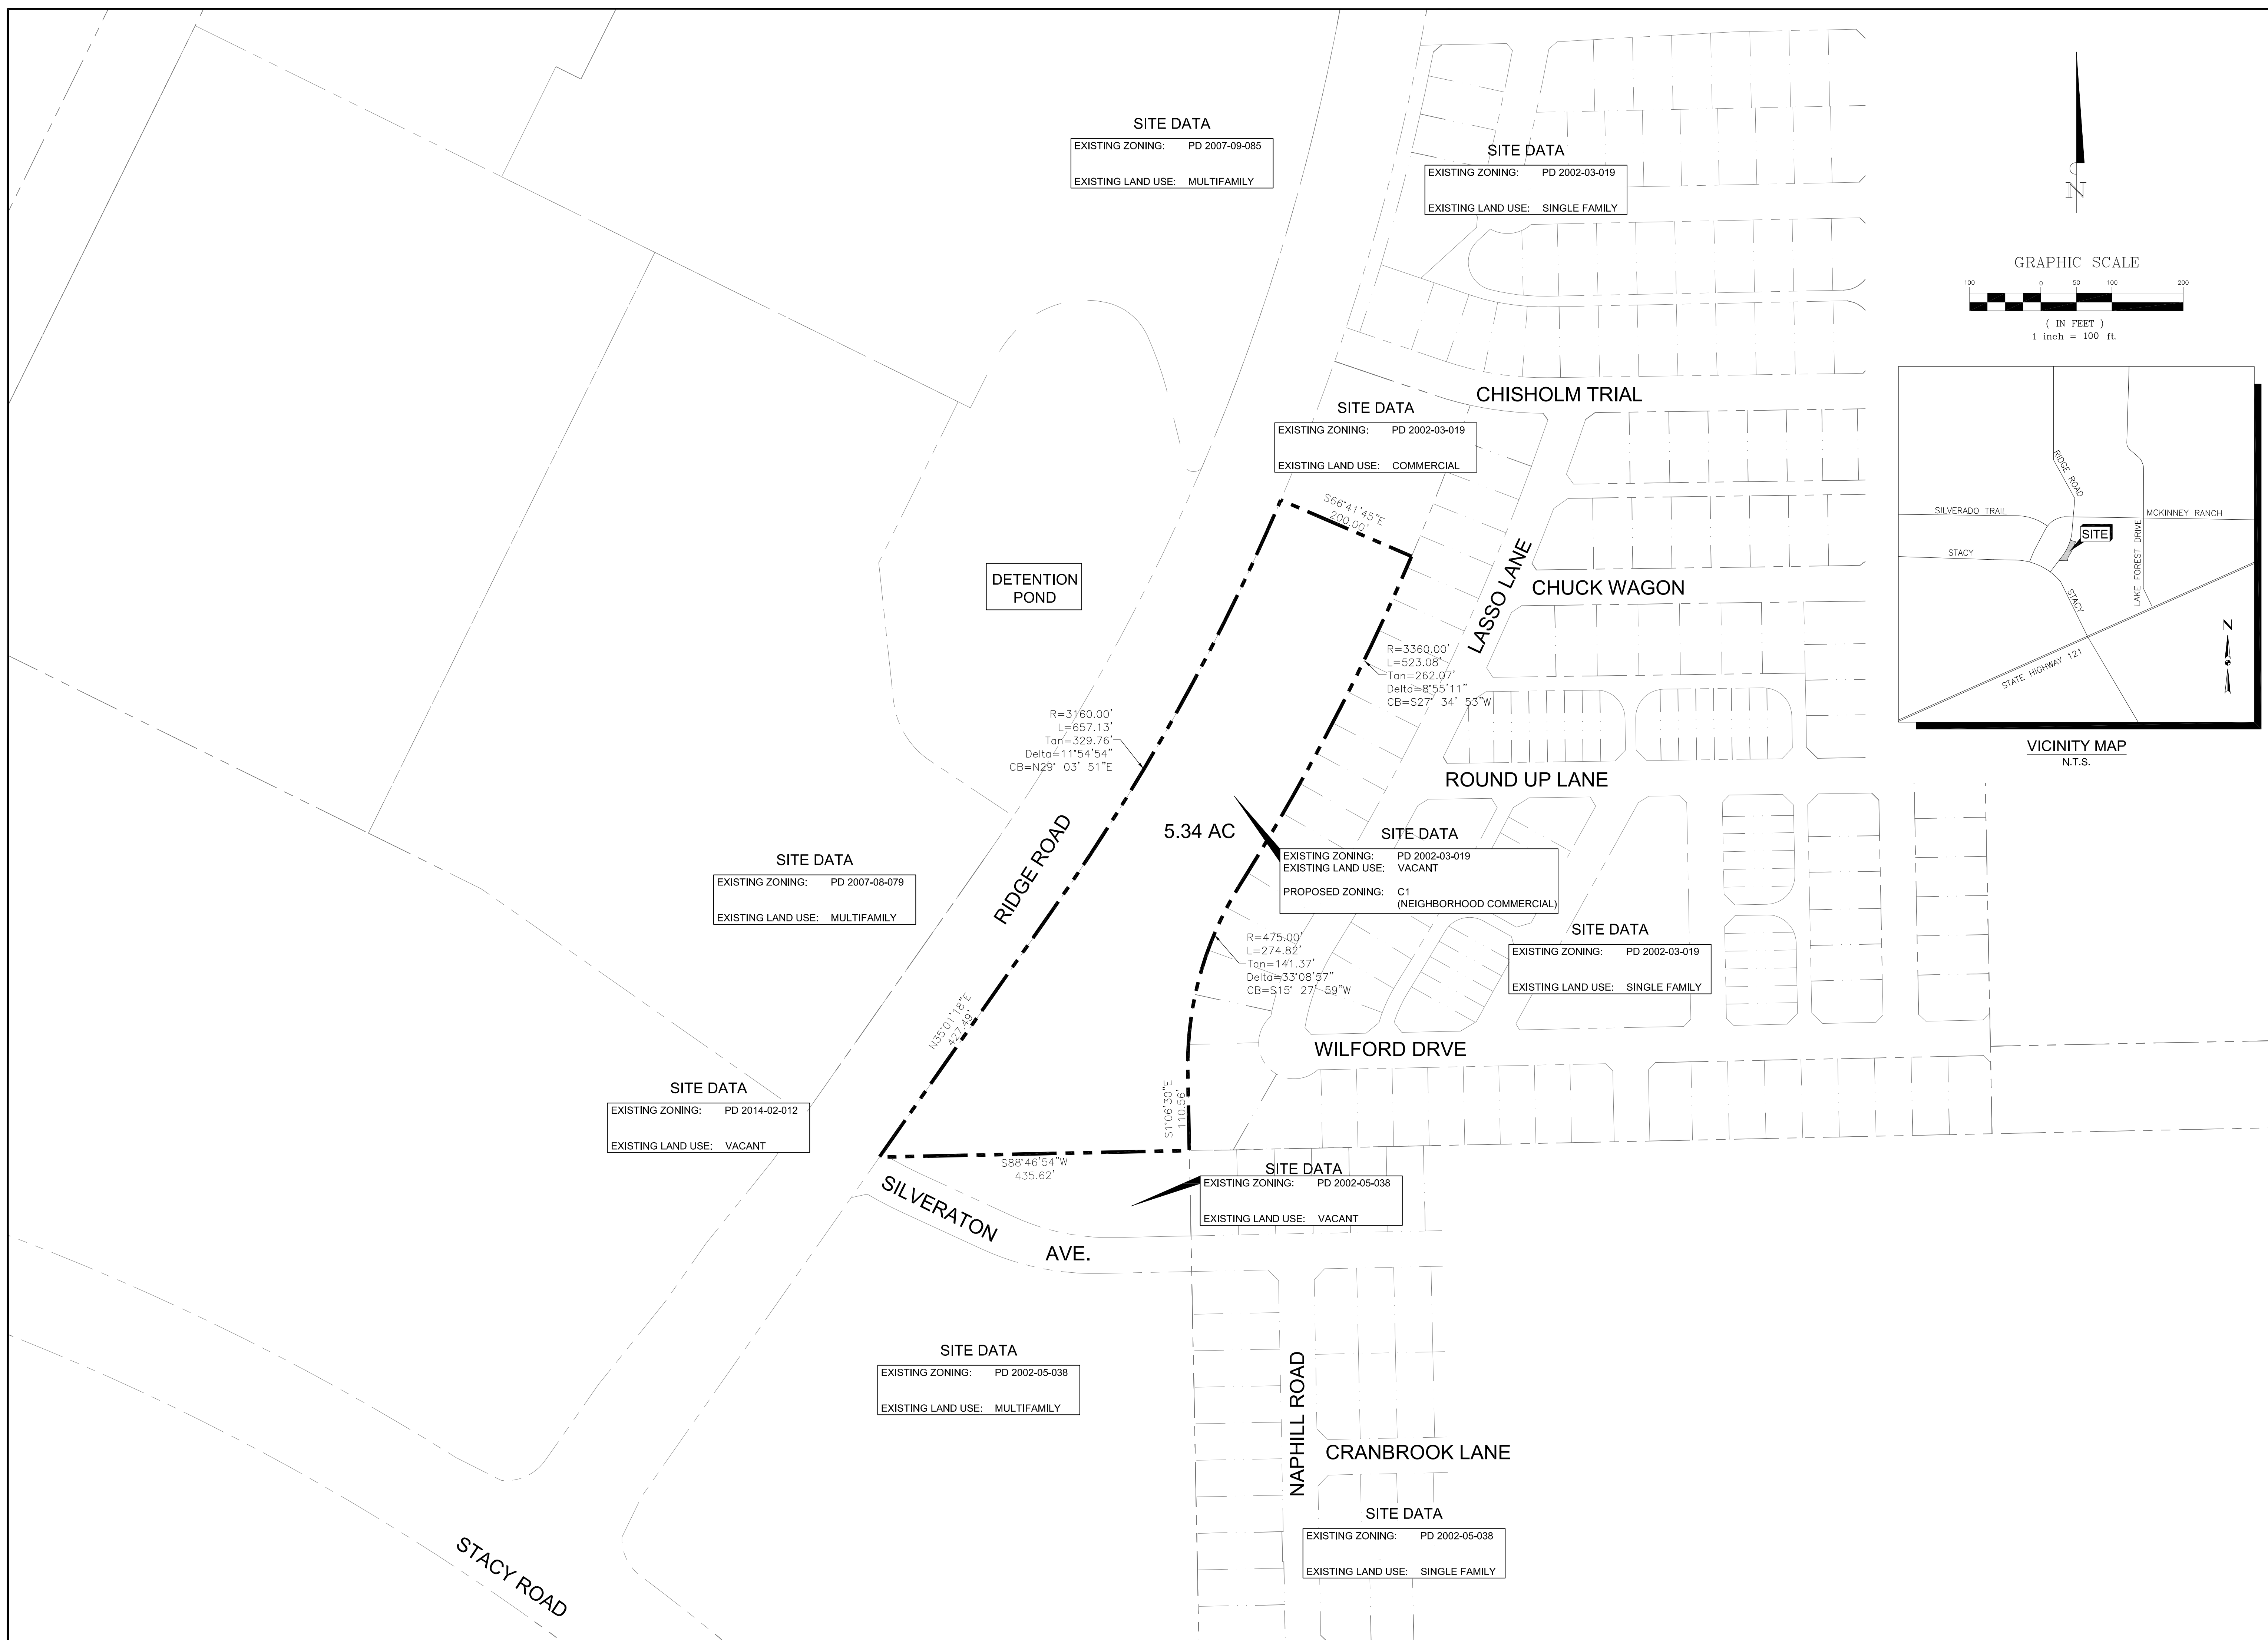 SITE DATA
EXISTING ZONING: PD 2007-09-085
EXISTING LAND USE: MULTIFAMILY
SITE DATA
EXISTING ZONING: PD 2002-03-019
EXISTING LAND USE: SINGLE FAMILY
N
GRAPHIC SCALE
100 0 50 100 200
( IN FEET )
1 inch = 100 ft.
CHISHOLM TRIAL
SITE DATA
EXISTING ZONING: PD 2002-03-019
EXISTING LAND USE: COMMERCIAL
RIDGE ROAD
SILVERADO TRAIL
MCKINNEY RANCH
SITE
STACY
LAKE FOREST DRIVE
STACY
STATE HIGHWAY 121
N
VICINITY MAP
N.T.S.
S66°41'45"E
200.00'
DETENTION
POND
LASSO LANE
CHUCK WAGON
R=3360.00'
L=523.08'
Tan=262.07'
Delta=8°55'11"
CB=S27° 34' 53"W
R=3160.00'
L=657.13'
Tan=329.76'
Delta=11°54'54"
CB=N29° 03' 51"E
ROUND UP LANE
RIDGE ROAD
5.34 AC
SITE DATA
EXISTING ZONING: PD 2002-03-019
EXISTING LAND USE: VACANT
PROPOSED ZONING: C1
(NEIGHBORHOOD COMMERCIAL)
SITE DATA
EXISTING ZONING: PD 2007-08-079
EXISTING LAND USE: MULTIFAMILY
SITE DATA
EXISTING ZONING: PD 2002-03-019
EXISTING LAND USE: SINGLE FAMILY
R=475.00'
L=274.82'
Tan=141.37'
Delta=33°08'57"
CB=S15° 27' 59"W
N35°01'18"E
427.49'
WILFORD DRVE
SITE DATA
EXISTING ZONING: PD 2014-02-012
EXISTING LAND USE: VACANT
S1°06'30"E
110.56'
S88°46'54"W
435.62'
SITE DATA
EXISTING ZONING: PD 2002-05-038
EXISTING LAND USE: VACANT
SILVERATON
AVE.
SITE DATA
EXISTING ZONING: PD 2002-05-038
EXISTING LAND USE: MULTIFAMILY
NAPHILL ROAD
CRANBROOK LANE
SITE DATA
EXISTING ZONING: PD 2002-05-038
EXISTING LAND USE: SINGLE FAMILY
STACY ROAD